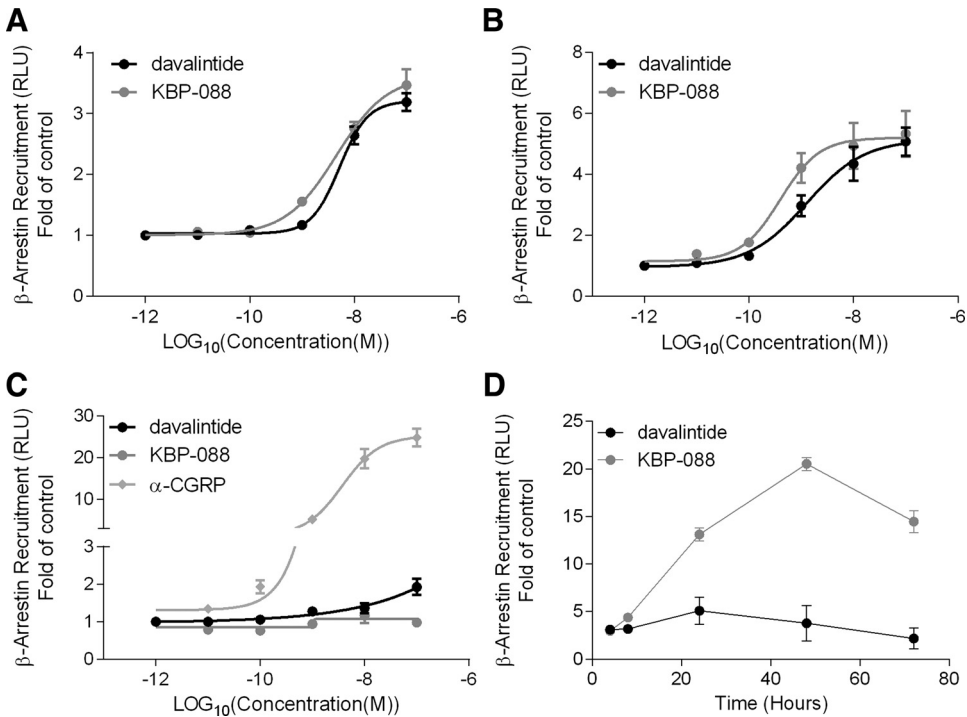 A
β-Arrestin Recruitment (RLU)
Fold of control
davalintide
KBP-088
4
3
2
1
0
-12
-10
-8
-6
LOG10(Concentration(M))
B
β-Arrestin Recruitment (RLU)
Fold of control
davalintide
KBP-088
8
6
4
2
0
-12
-10
-8
-6
LOG10(Concentration(M))
C
β-Arrestin Recruitment (RLU)
Fold of control
davalintide
KBP-088
α-CGRP
30
20
10
3
2
1
0
-12
-10
-8
-6
LOG10(Concentration(M))
D
β-Arrestin Recruitment (RLU)
Fold of control
davalintide
KBP-088
25
20
15
10
5
0
0
20
40
60
80
Time (Hours)